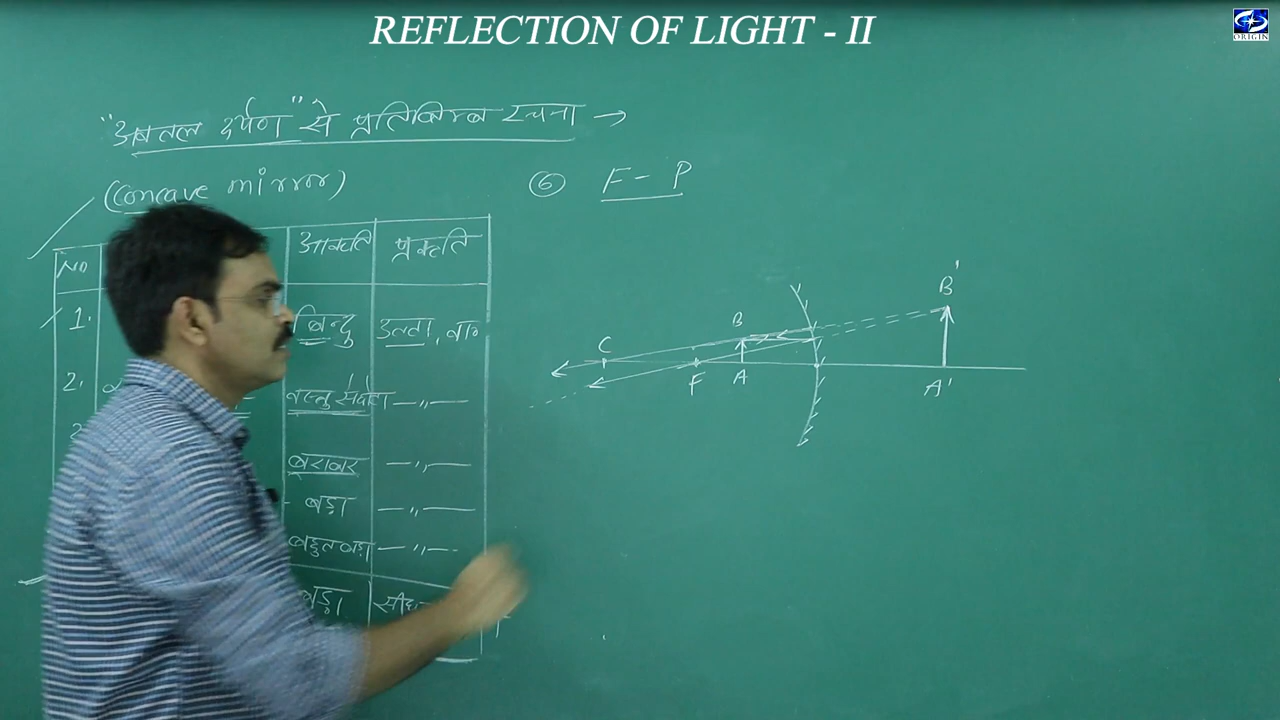 REFLECTION OF LIGHT - II
ORIGIN
"अवतल दर्पण" से प्रतिबिम्ब रचना →
(concave mirror)
⑥ F - P
No आकृति प्रकृति
1. बिन्दु उल्टा, वा०
2. वस्तु से छोटा —〃—
बराबर —〃—
बड़ा —〃—
बहुत बड़ा —〃—
बड़ा
B'
B
C
F
A
A'